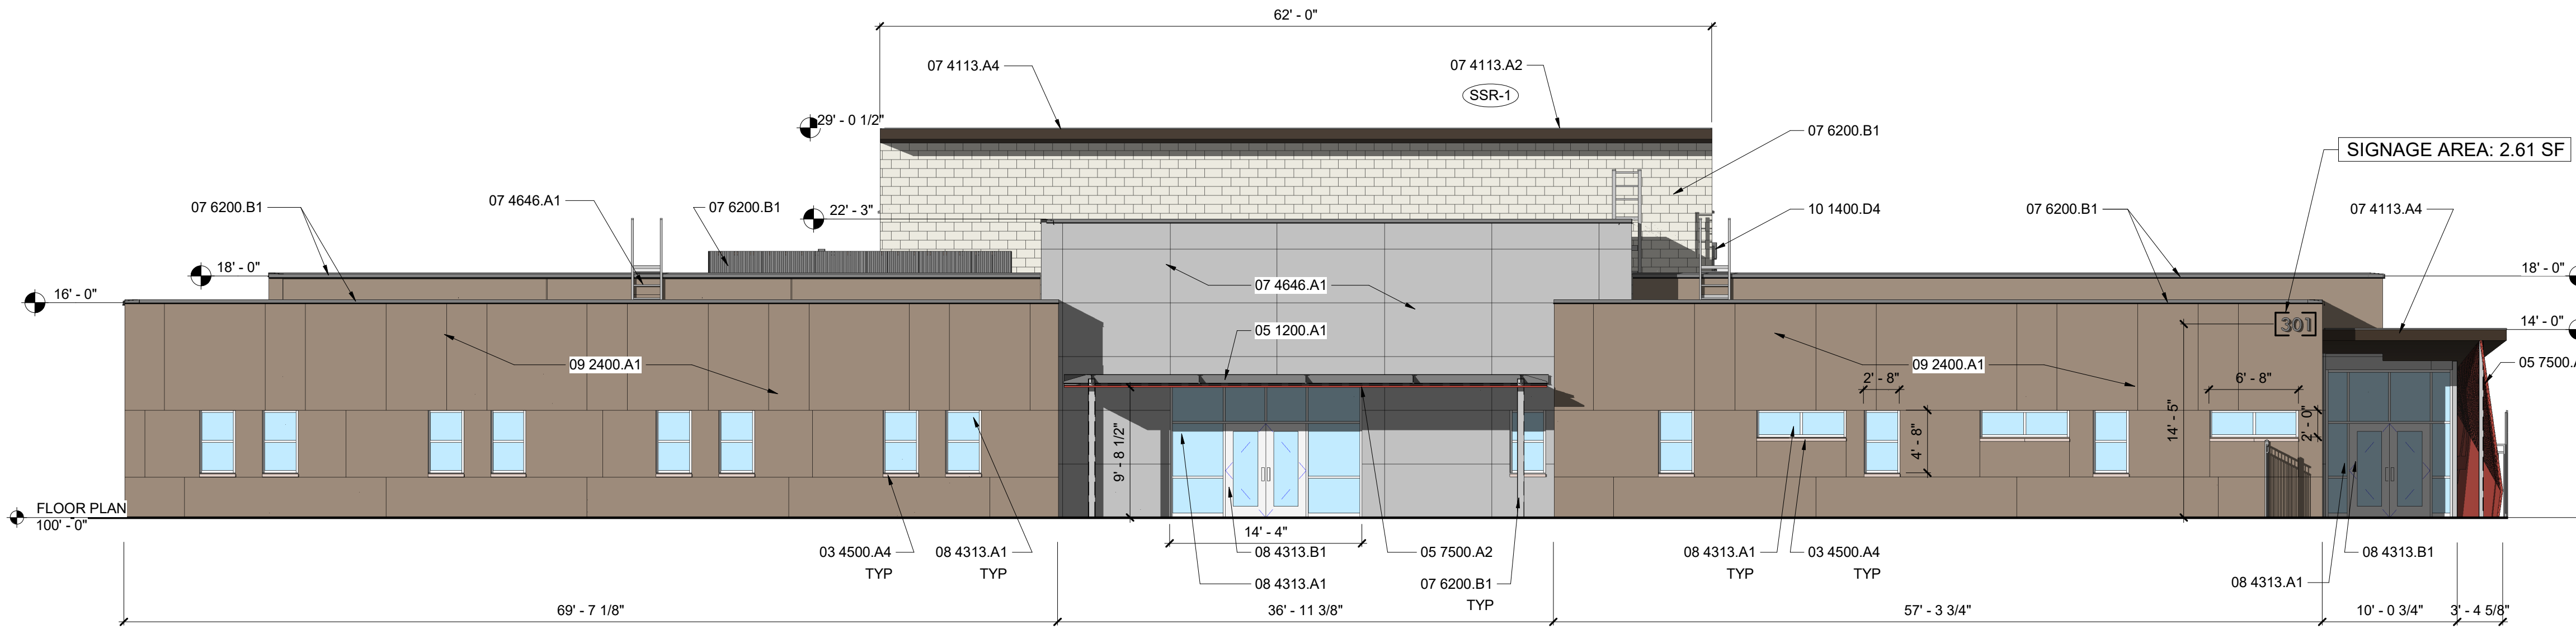 62' - 0"
07 4113.A4
07 4113.A2
SSR-1
29' - 0 1/2"
07 6200.B1
SIGNAGE AREA: 2.61 SF
07 6200.B1
07 4646.A1
07 6200.B1
22' - 3"
10 1400.D4
07 6200.B1
07 4113.A4
18' - 0"
18' - 0"
16' - 0"
07 4646.A1
301
14' - 0"
05 1200.A1
09 2400.A1
09 2400.A1
05 7500.
2' - 8"
6' - 8"
9' - 8 1/2"
4' - 8"
14' - 5"
2' - 0"
FLOOR PLAN
100' - 0"
14' - 4"
03 4500.A4
TYP
08 4313.A1
TYP
08 4313.B1
08 4313.A1
05 7500.A2
07 6200.B1
TYP
08 4313.A1
TYP
03 4500.A4
TYP
08 4313.B1
08 4313.A1
69' - 7 1/8"
36' - 11 3/8"
57' - 3 3/4"
10' - 0 3/4"
3' - 4 5/8"